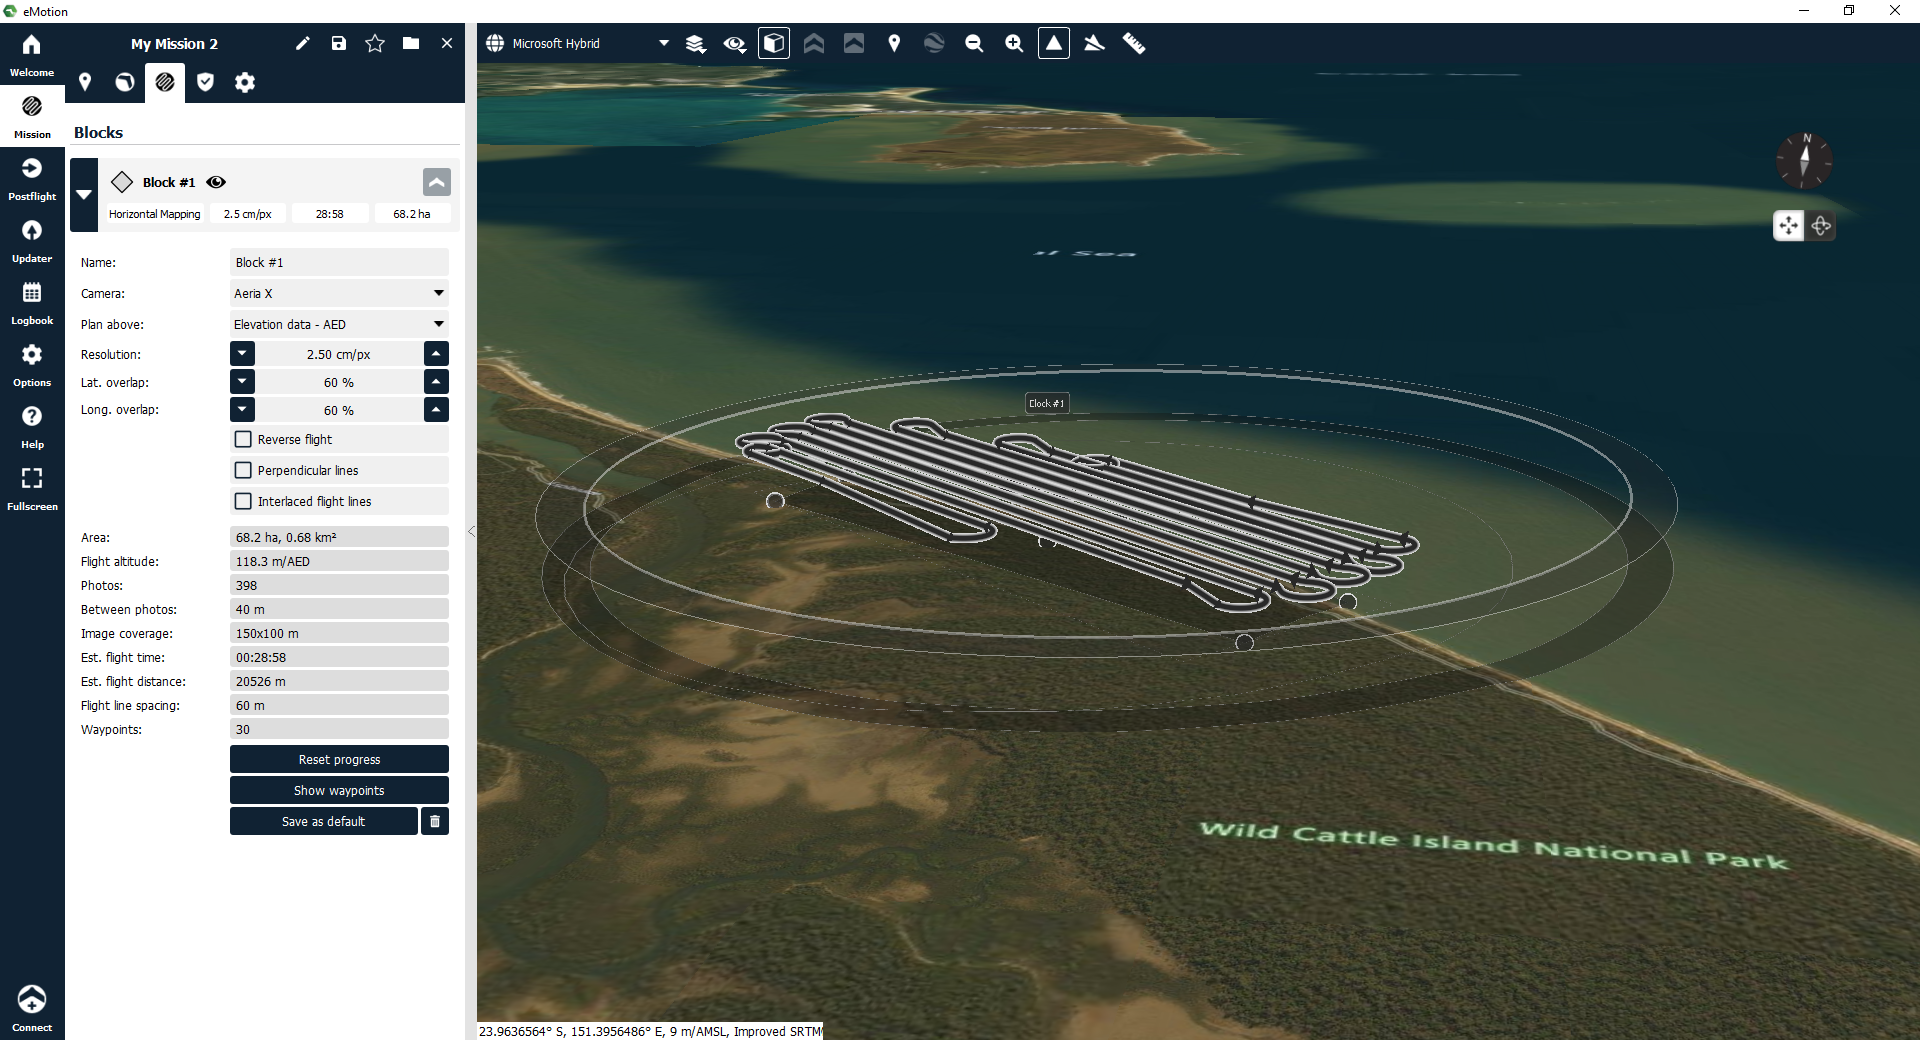 eMotion
My Mission 2
Microsoft Hybrid
Welcome
Mission
Postflight
Updater
Logbook
Options
Help
Fullscreen
Connect
Blocks
Block #1
Horizontal Mapping
2.5 cm/px
28:58
68.2 ha
Name:
Block #1
Camera:
Aeria X
Plan above:
Elevation data - AED
Resolution:
2.50 cm/px
Lat. overlap:
60 %
Long. overlap:
60 %
Reverse flight
Perpendicular lines
Interlaced flight lines
Area:
68.2 ha, 0.68 km²
Flight altitude:
118.3 m/AED
Photos:
398
Between photos:
40 m
Image coverage:
150x100 m
Est. flight time:
00:28:58
Est. flight distance:
20526 m
Flight line spacing:
60 m
Waypoints:
30
Reset progress
Show waypoints
Save as default
N
Sea
Block #1
Wild Cattle Island National Park
23.9636564° S, 151.3956486° E, 9 m/AMSL, Improved SRTM